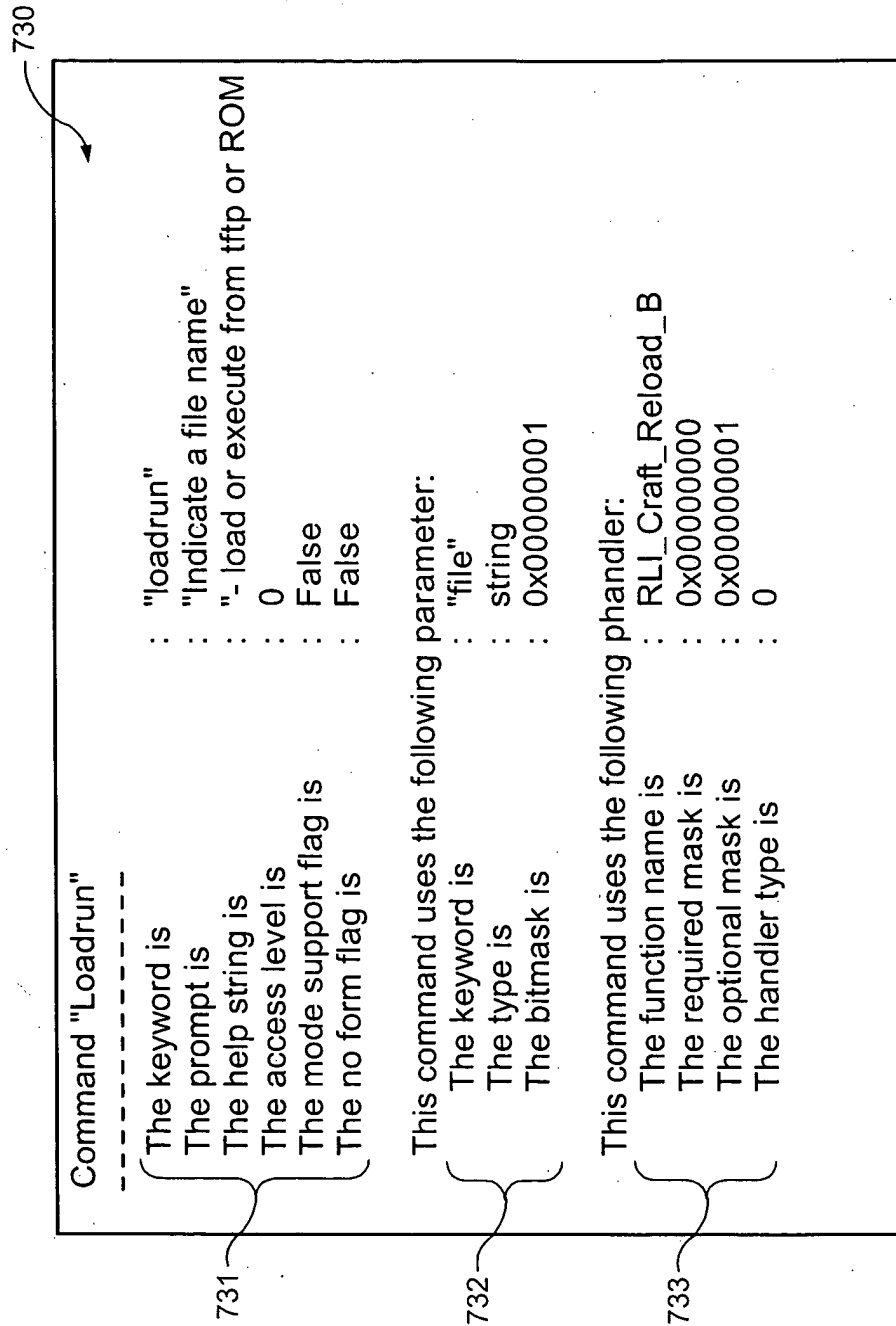 730
Command "Loadrun"
The keyword is : "loadrun"
The prompt is : "Indicate a file name"
The help string is : "- load or execute from tftp or ROM
The access level is : 0
The mode support flag is : False
The no form flag is : False
731
This command uses the following parameter:
The keyword is : "file"
The type is : string
The bitmask is : 0x00000001
732
This command uses the following phandler:
The function name is : RLI_Craft_Reload_B
The required mask is : 0x00000000
The optional mask is : 0x00000001
The handler type is : 0
733